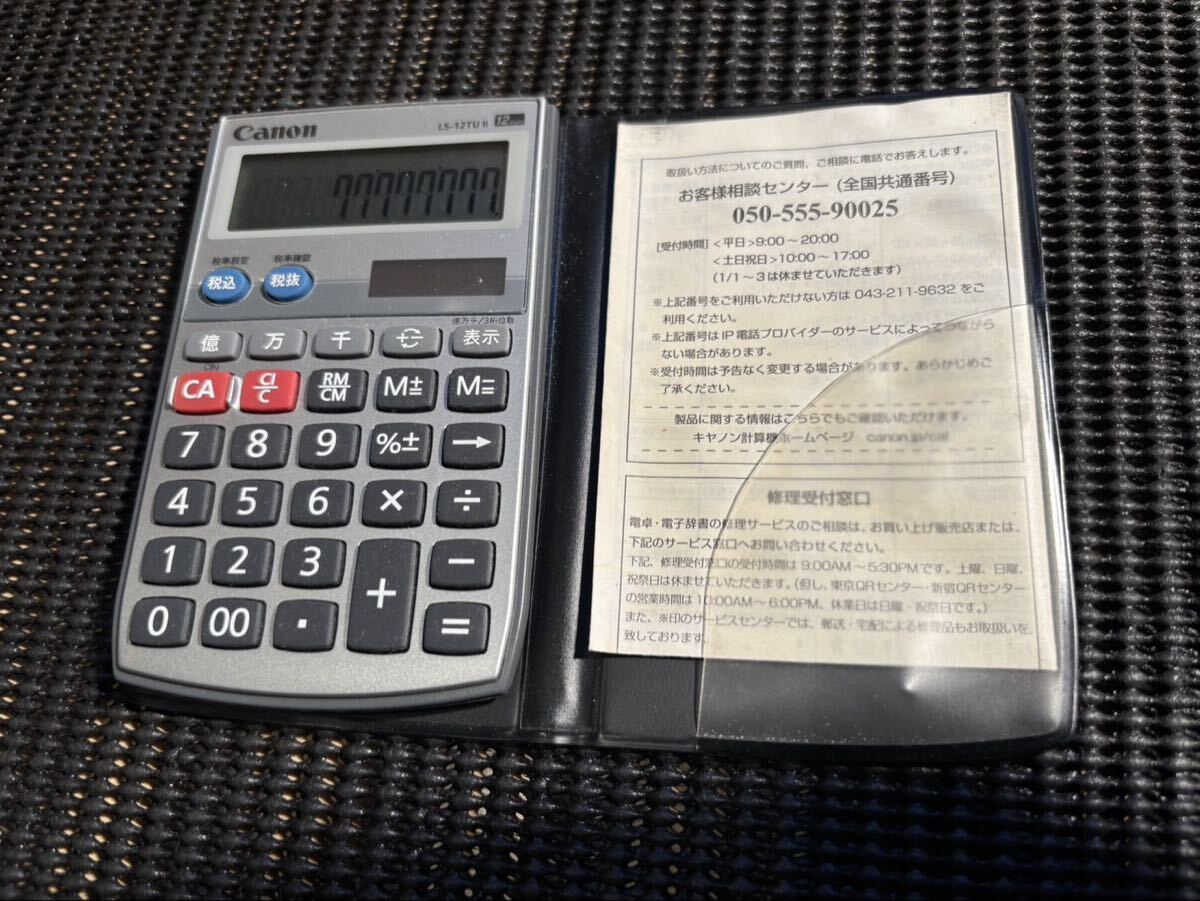 Canon
LS-12TU II
12
77777777
税率設定 税率確認
税込 税抜
億万千/3桁位取
億 万 千 表示
ON
CA CI/C RM/CM M± M=
7 8 9 %± →
4 5 6 × ÷
1 2 3 + −
0 00 . =
取扱い方法についてのご質問、ご相談に電話でお答えします。
お客様相談センター (全国共通番号)
050-555-90025
[受付時間] <平日>9:00～20:00
<土日祝日>10:00～17:00
(1/1～3は休ませていただきます)
※上記番号をご利用いただけない方は 043-211-9632 をご
利用ください。
※上記番号はIP電話プロバイダーのサービスによってつながら
ない場合があります。
※受付時間は予告なく変更する場合があります。あらかじめご
了承ください。
製品に関する情報はこちらでもご確認いただけます。
キヤノン計算機ホームページ canon.jp/cal
修理受付窓口
電卓・電子辞書の修理サービスのご相談は、お買い上げ販売店または、
下記のサービス窓口へお問い合わせください。
下記、修理受付窓口の受付時間は 9:00AM～5:30PMです。土曜、日曜、
祝祭日は休ませていただきます。(但し、東京QRセンター・新宿QRセンター
の営業時間は10:00AM～6:00PM、休業日は日曜・祝祭日です。)
また、※印のサービスセンターでは、郵送・宅配による修理品もお取扱いを
致しております。